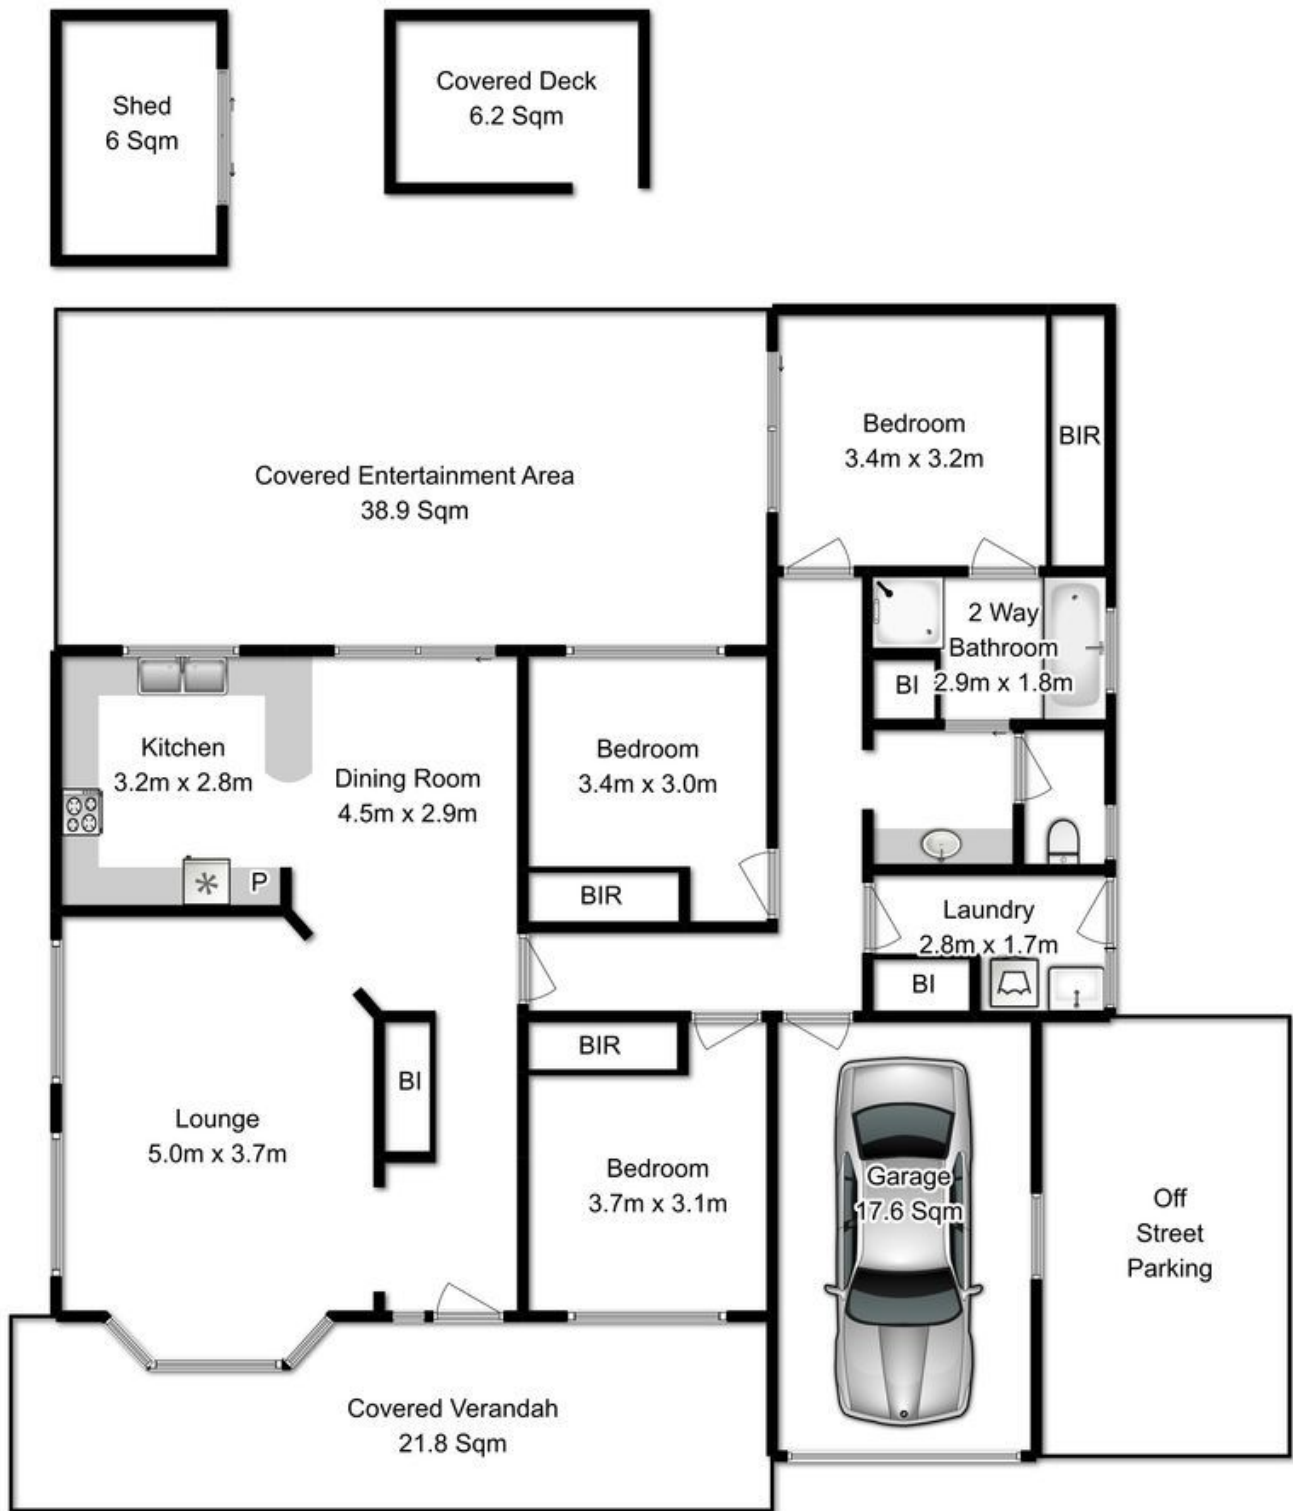 Shed
6 Sqm
Covered Deck
6.2 Sqm
Covered Entertainment Area
38.9 Sqm
Bedroom
3.4m x 3.2m
BIR
2 Way
Bathroom
2.9m x 1.8m
BI
Kitchen
3.2m x 2.8m
P
Dining Room
4.5m x 2.9m
Bedroom
3.4m x 3.0m
BIR
Laundry
2.8m x 1.7m
BI
Lounge
5.0m x 3.7m
BI
BIR
Bedroom
3.7m x 3.1m
Garage
17.6 Sqm
Off
Street
Parking
Covered Verandah
21.8 Sqm